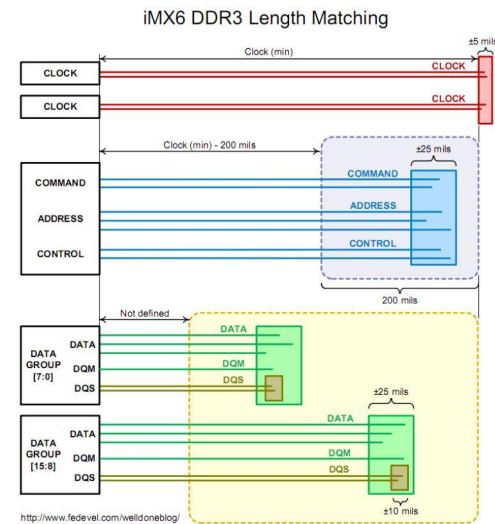 iMX6 DDR3 Length Matching
±5 mils
Clock (min)
CLOCK
CLOCK
CLOCK
CLOCK
Clock (min) - 200 mils
±25 mils
COMMAND
COMMAND
ADDRESS
ADDRESS
CONTROL
CONTROL
200 mils
Not defined
DATA
DATA
DATA
GROUP
[7:0]
DQM
DQM
DQS
DQS
±25 mils
DATA
DATA
DATA
GROUP
[15:8]
DQM
DQM
DQS
DQS
±10 mils
http://www.fedevel.com/welldoneblog/